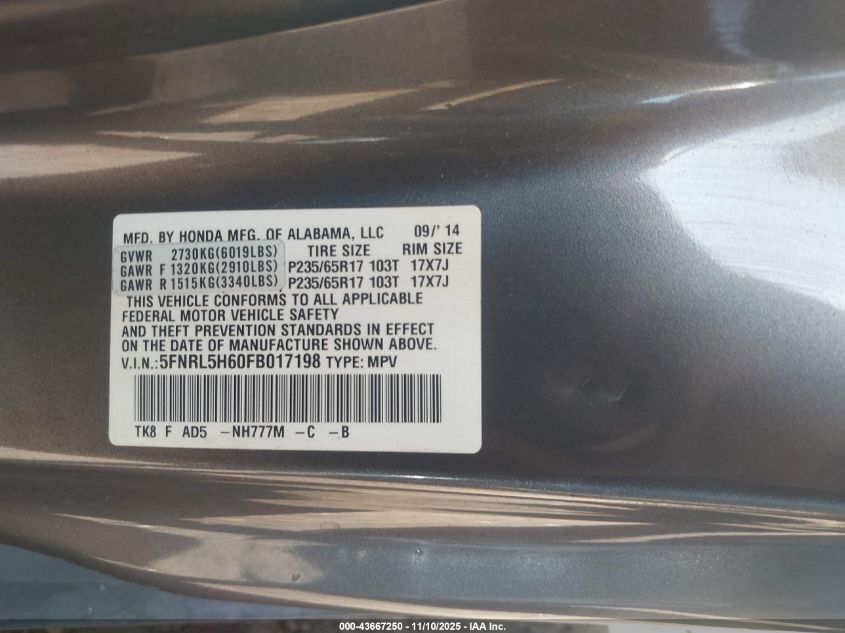 MFD. BY HONDA MFG. OF ALABAMA, LLC 09/' 14
GVWR 2730KG(6019LBS) TIRE SIZE RIM SIZE
GAWR F 1320KG(2910LBS) P235/65R17 103T 17X7J
GAWR R 1515KG(3340LBS) P235/65R17 103T 17X7J
THIS VEHICLE CONFORMS TO ALL APPLICABLE
FEDERAL MOTOR VEHICLE SAFETY
AND THEFT PREVENTION STANDARDS IN EFFECT
ON THE DATE OF MANUFACTURE SHOWN ABOVE.
V.I.N.:5FNRL5H60FB017198 TYPE: MPV
TK8 F AD5 -NH777M -C -B
000-43667250 - 11/10/2025 - IAA Inc.